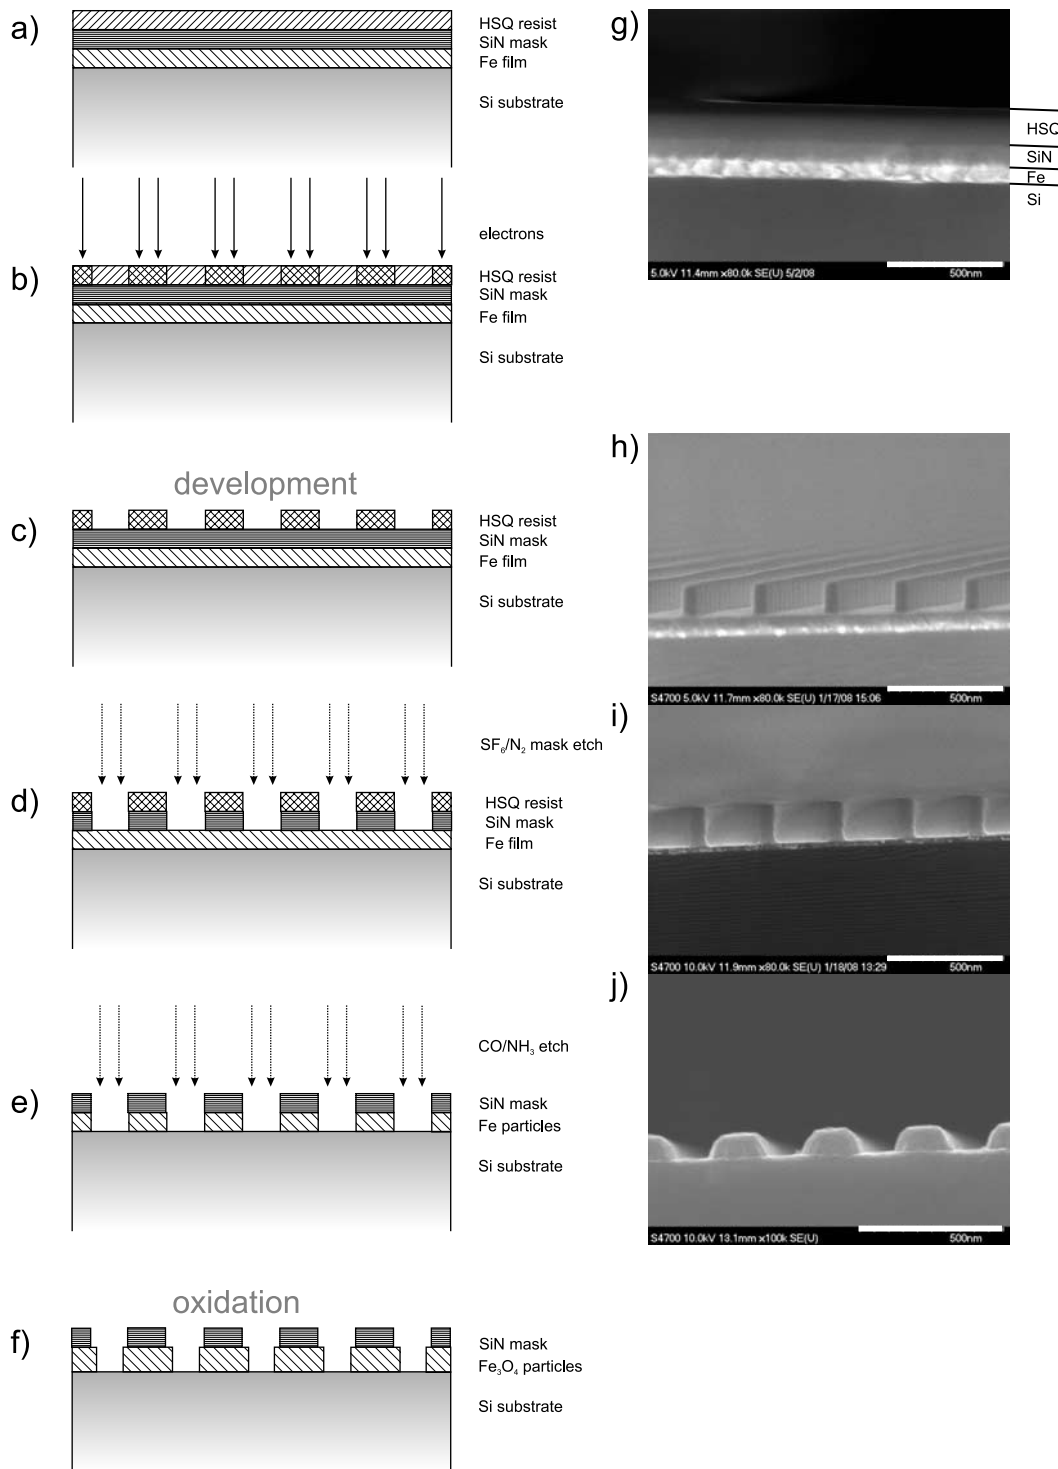 a)
HSQ resist
SiN mask
Fe film
Si substrate
electrons
b)
HSQ resist
SiN mask
Fe film
Si substrate
development
c)
HSQ resist
SiN mask
Fe film
Si substrate
SF₆/N₂ mask etch
d)
HSQ resist
SiN mask
Fe film
Si substrate
CO/NH₃ etch
e)
SiN mask
Fe particles
Si substrate
oxidation
f)
SiN mask
Fe₃O₄ particles
Si substrate
g)
HSQ
SiN
Fe
Si
5.0kV 11.4mm x80.0k SE(U) 5/2/08 500nm
h)
S4700 5.0kV 11.7mm x80.0k SE(U) 1/17/08 15:06 500nm
i)
S4700 10.0kV 11.9mm x80.0k SE(U) 1/18/08 13:29 500nm
j)
S4700 10.0kV 13.1mm x100k SE(U) 500nm